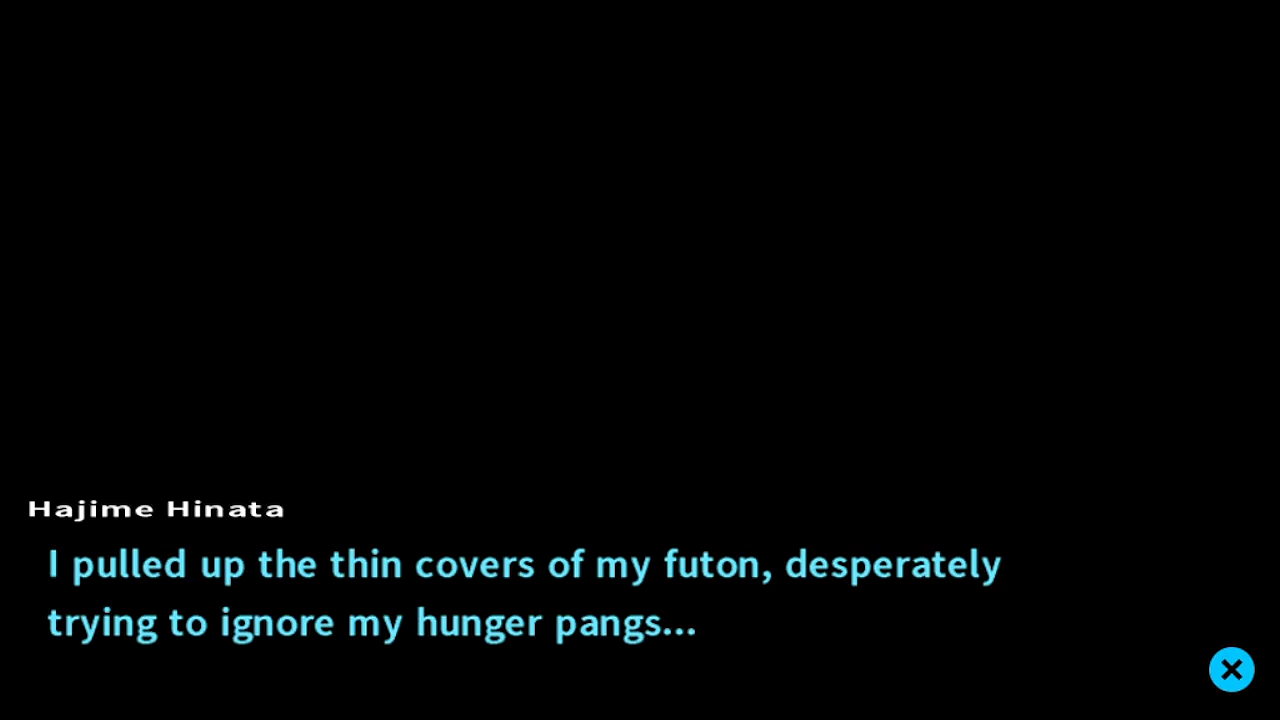 Hajime Hinata
I pulled up the thin covers of my futon, desperately
trying to ignore my hunger pangs...